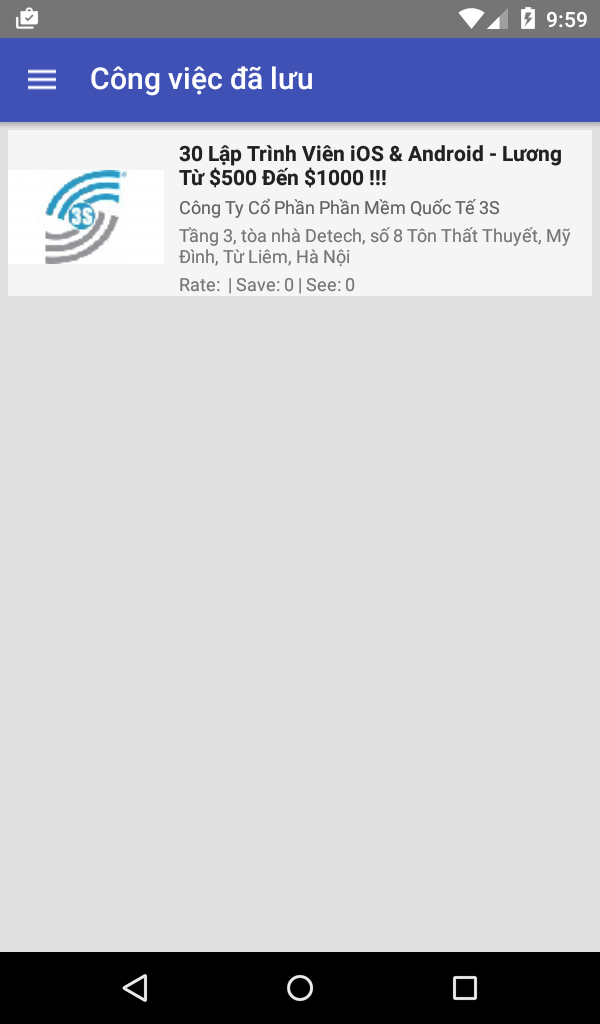 9:59
Công việc đã lưu
30 Lập Trình Viên iOS & Android - Lương
Từ $500 Đến $1000 !!!
3S
Công Ty Cổ Phần Phần Mềm Quốc Tế 3S
Tầng 3, tòa nhà Detech, số 8 Tôn Thất Thuyết, Mỹ
Đình, Từ Liêm, Hà Nội
Rate:  | Save: 0 | See: 0